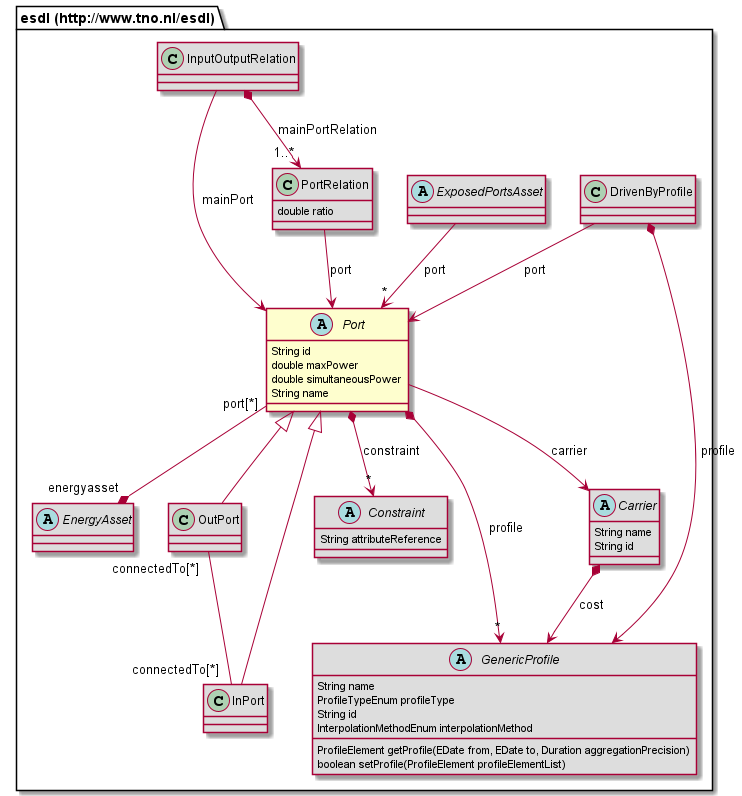 esdl (http://www.tno.nl/esdl)
C InputOutputRelation
mainPortRelation
1..*
mainPort
C PortRelation
double ratio
A ExposedPortsAsset
C DrivenByProfile
port
port
port
*
A Port
String id
double maxPower
double simultaneousPower
String name
port[*]
energyasset
constraint
*
carrier
profile
A EnergyAsset
C OutPort
A Constraint
String attributeReference
A Carrier
String name
String id
connectedTo[*]
profile
*
cost
connectedTo[*]
C InPort
A GenericProfile
String name
ProfileTypeEnum profileType
String id
InterpolationMethodEnum interpolationMethod
ProfileElement getProfile(EDate from, EDate to, Duration aggregationPrecision)
boolean setProfile(ProfileElement profileElementList)